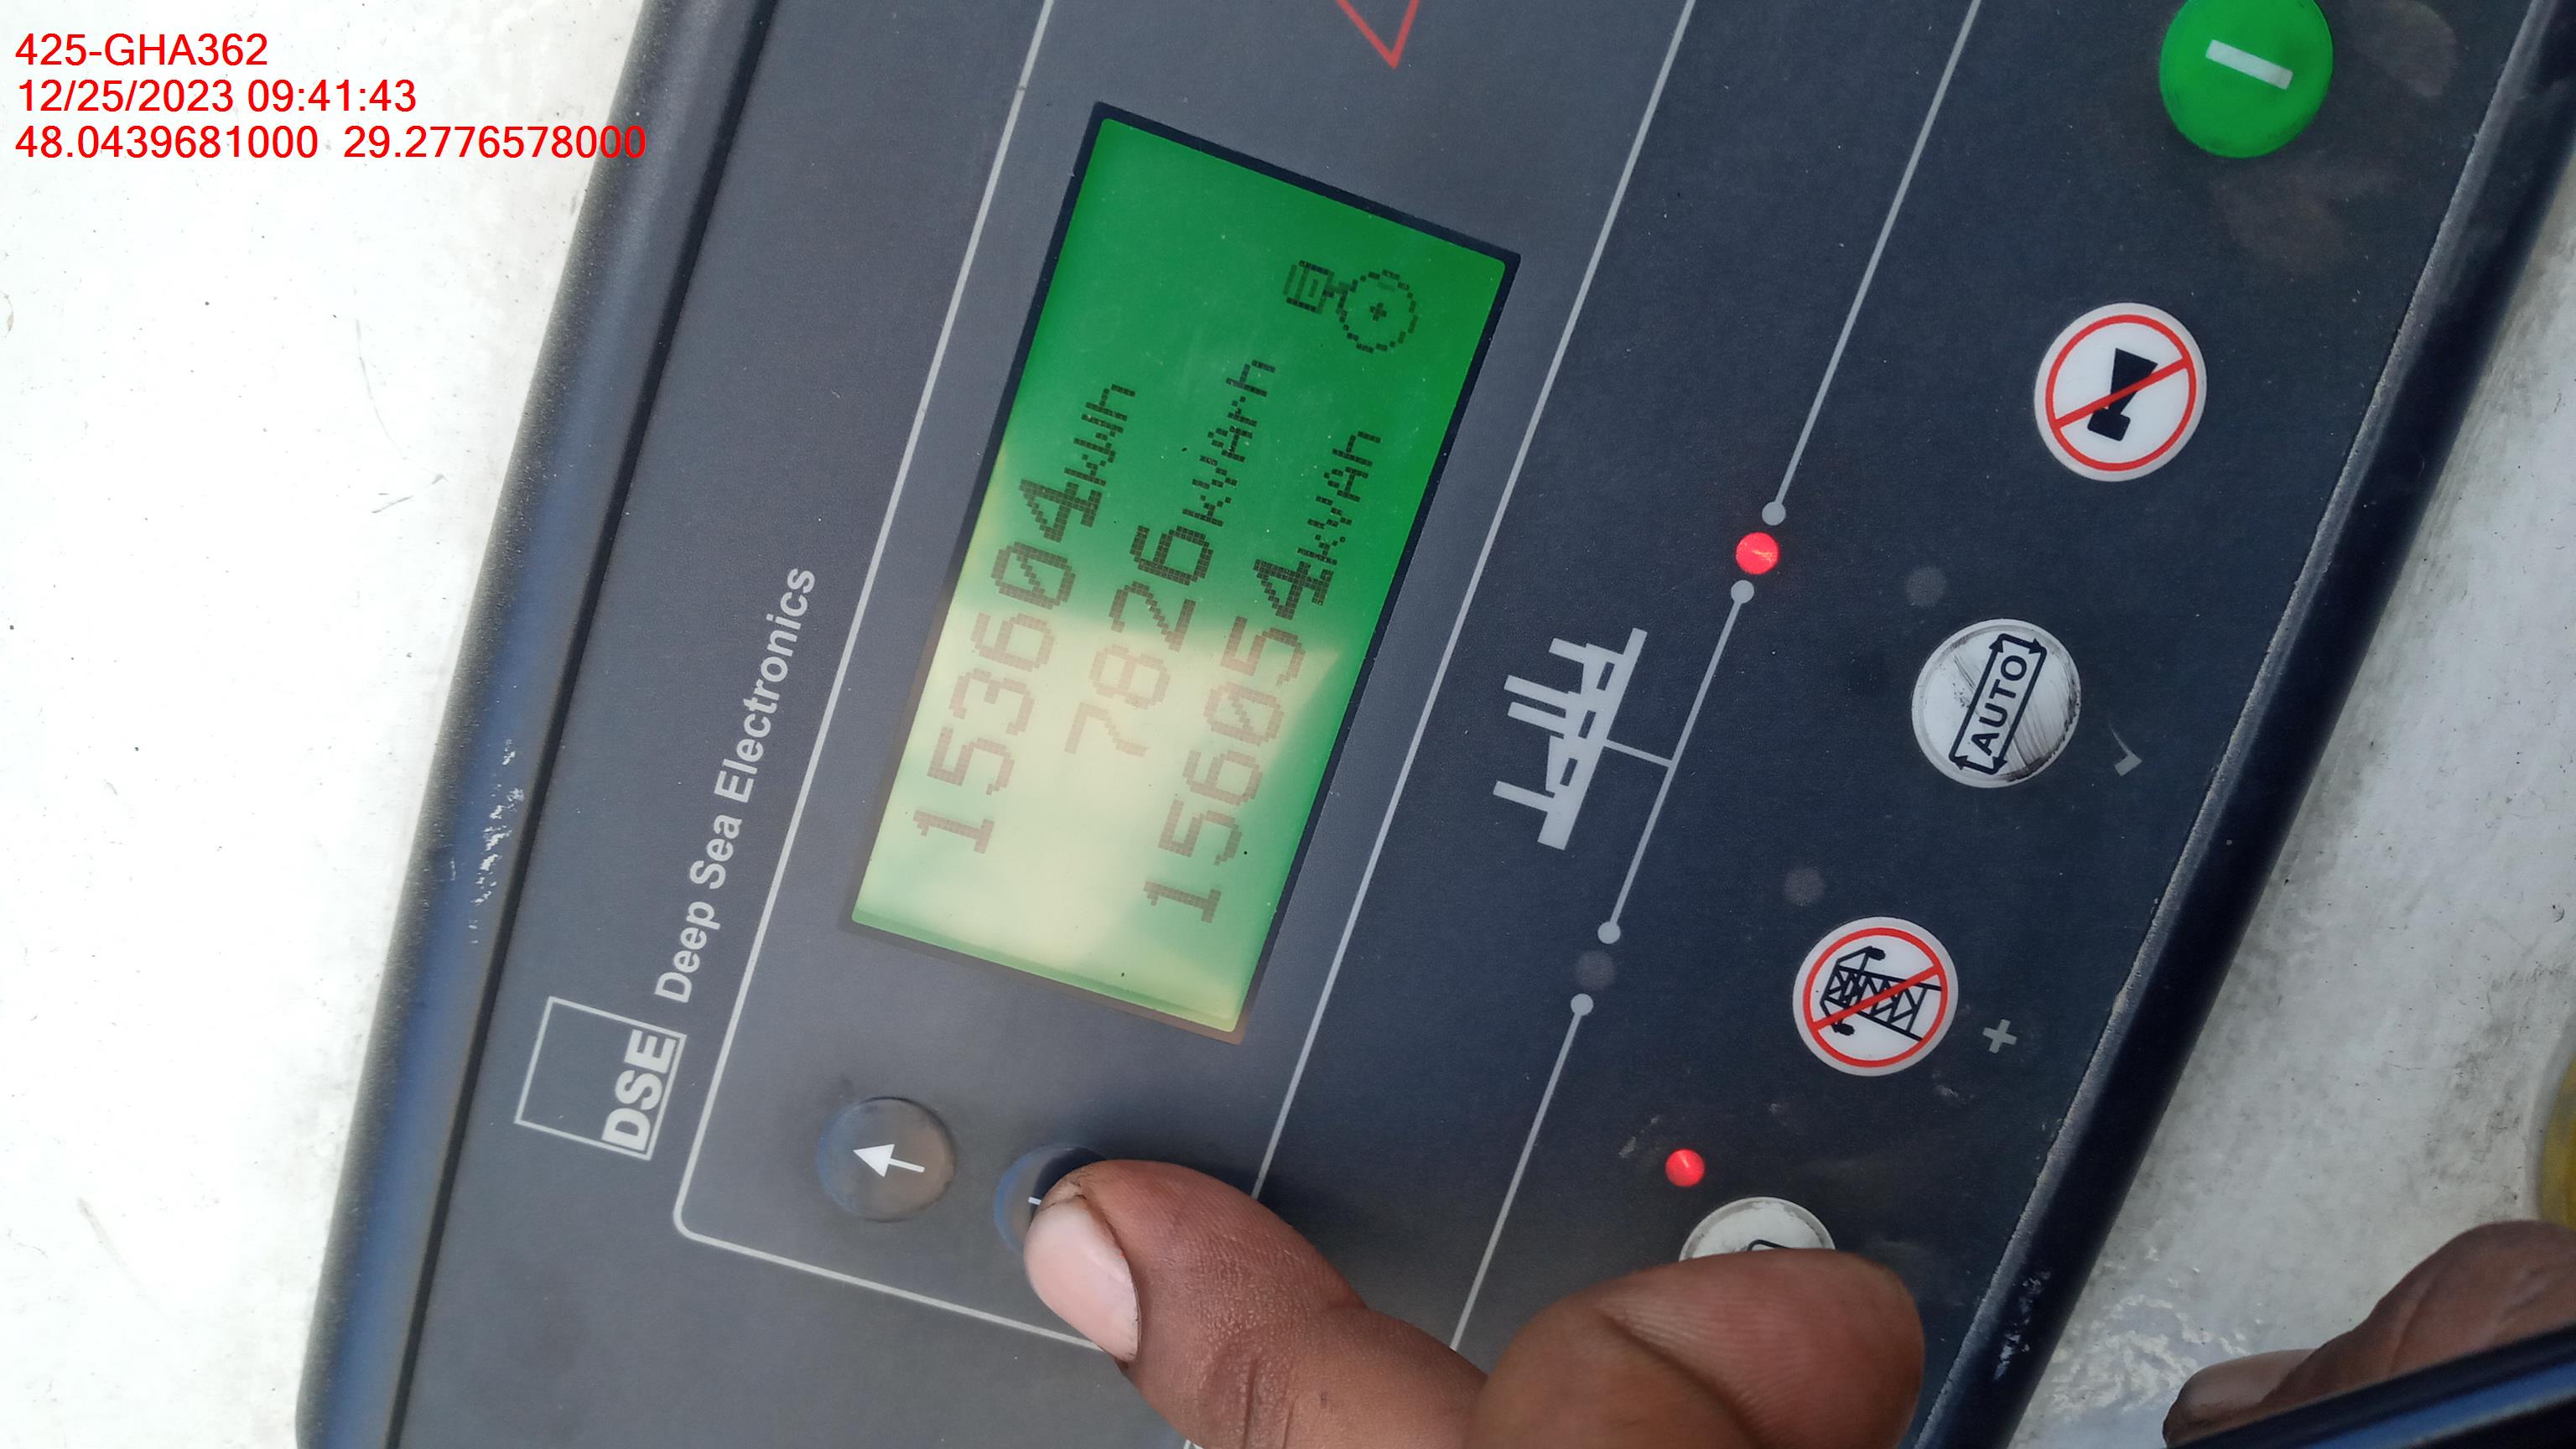 425-GHA362
12/25/2023 09:41:43
48.0439681000 29.2776578000
DSE Deep Sea Electronics
153604kWh
7826kVArh
156054kVAh
AUTO